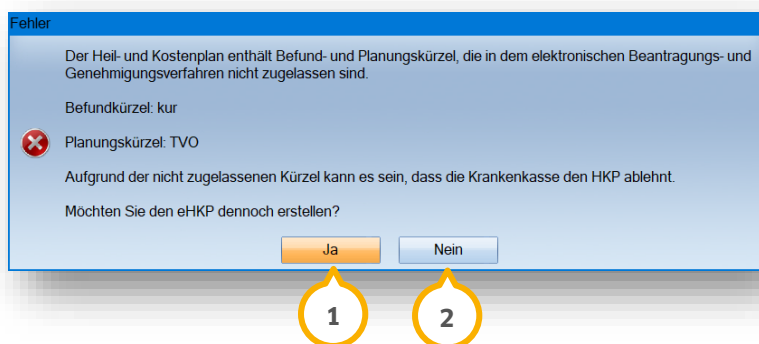 Fehler
Der Heil- und Kostenplan enthält Befund- und Planungskürzel, die in dem elektronischen Beantragungs- und
Genehmigungsverfahren nicht zugelassen sind.
Befundkürzel: kur
Planungskürzel: TVO
Aufgrund der nicht zugelassenen Kürzel kann es sein, dass die Krankenkasse den HKP ablehnt.
Möchten Sie den eHKP dennoch erstellen?
Ja Nein
1 2